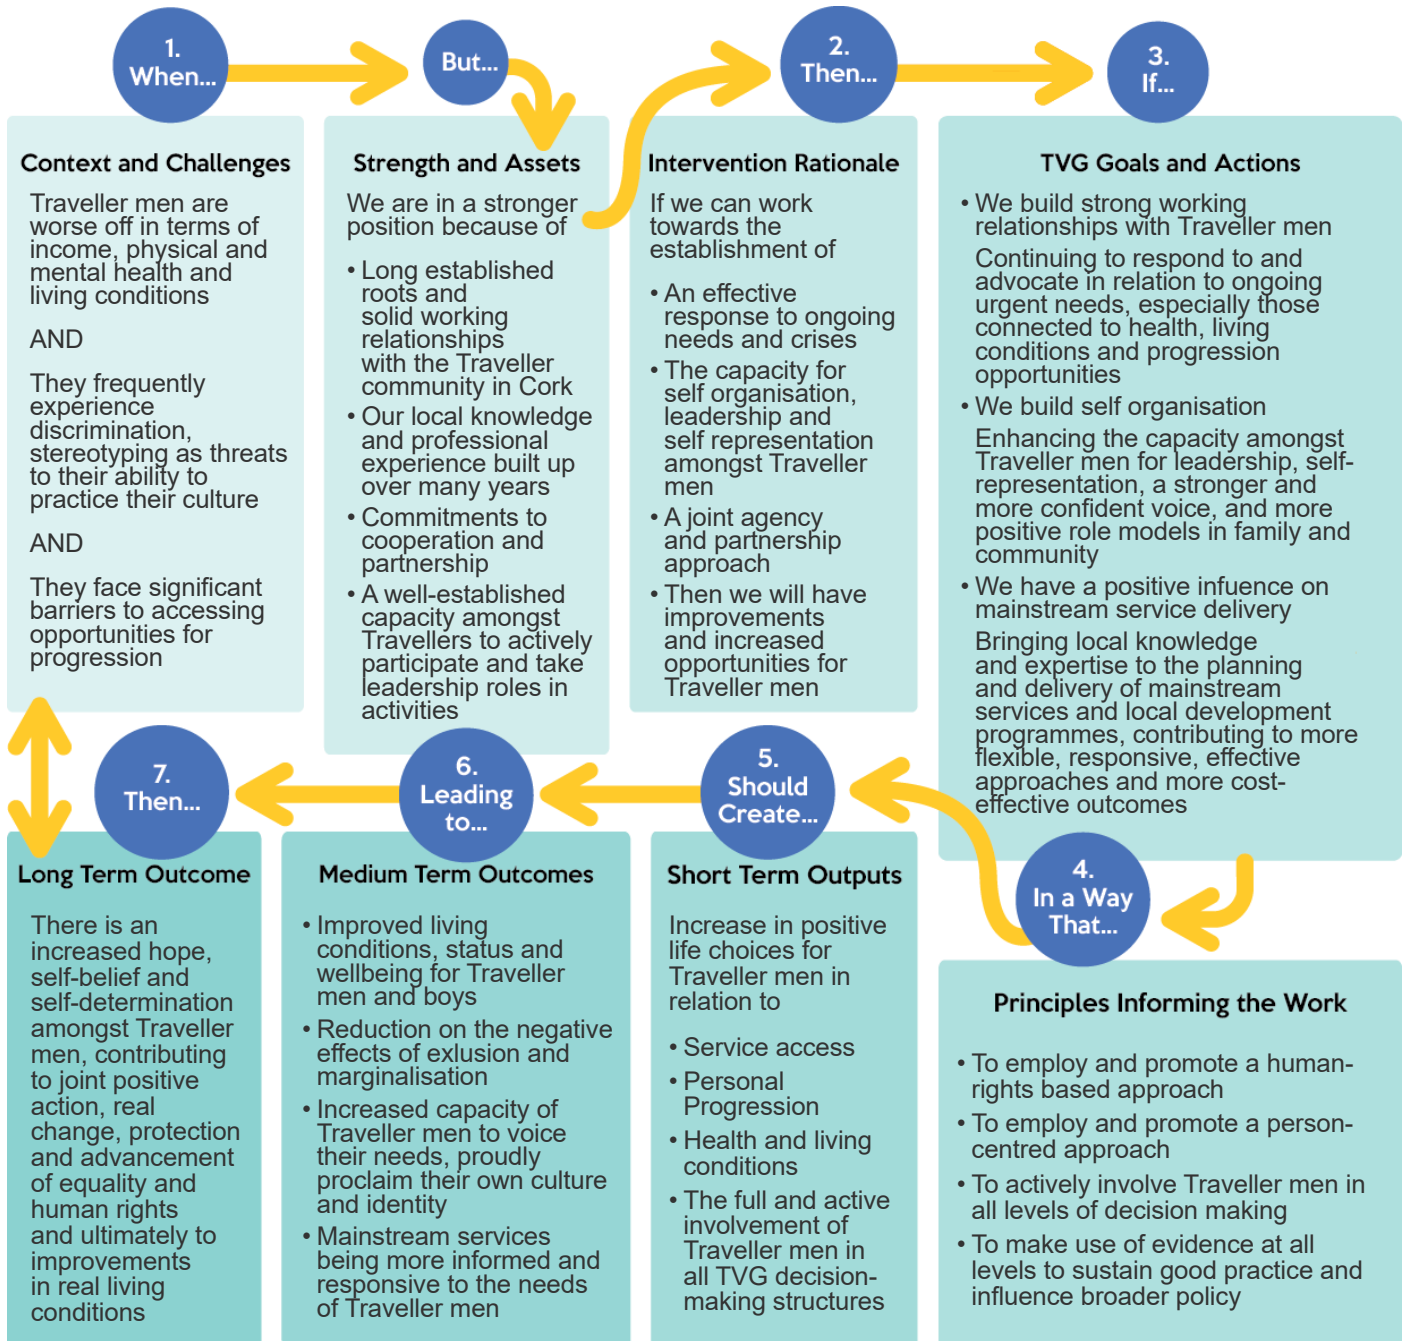 1.
When...
But...
2.
Then...
3.
If...
Context and Challenges
Traveller men are
worse off in terms of
income, physical and
mental health and
living conditions
AND
They frequently
experience
discrimination,
stereotyping as threats
to their ability to
practice their culture
AND
They face significant
barriers to accessing
opportunities for
progression
Strength and Assets
We are in a stronger
position because of
• Long established
roots and
solid working
relationships
with the Traveller
community in Cork
• Our local knowledge
and professional
experience built up
over many years
• Commitments to
cooperation and
partnership
• A well-established
capacity amongst
Travellers to actively
participate and take
leadership roles in
activities
Intervention Rationale
If we can work
towards the
establishment of
• An effective
response to ongoing
needs and crises
• The capacity for
self organisation,
leadership and
self representation
amongst Traveller
men
• A joint agency
and partnership
approach
• Then we will have
improvements
and increased
opportunities for
Traveller men
TVG Goals and Actions
• We build strong working
relationships with Traveller men
Continuing to respond to and
advocate in relation to ongoing
urgent needs, especially those
connected to health, living
conditions and progression
opportunities
• We build self organisation
Enhancing the capacity amongst
Traveller men for leadership, self-
representation, a stronger and
more confident voice, and more
positive role models in family and
community
• We have a positive infuence on
mainstream service delivery
Bringing local knowledge
and expertise to the planning
and delivery of mainstream
services and local development
programmes, contributing to more
flexible, responsive, effective
approaches and more cost-
effective outcomes
4.
In a Way
That...
Principles Informing the Work
• To employ and promote a human-
rights based approach
• To employ and promote a person-
centred approach
• To actively involve Traveller men in
all levels of decision making
• To make use of evidence at all
levels to sustain good practice and
influence broader policy
5.
Should
Create...
Short Term Outputs
Increase in positive
life choices for
Traveller men in
relation to
• Service access
• Personal
Progression
• Health and living
conditions
• The full and active
involvement of
Traveller men in
all TVG decision-
making structures
6.
Leading
to...
Medium Term Outcomes
• Improved living
conditions, status and
wellbeing for Traveller
men and boys
• Reduction on the negative
effects of exlusion and
marginalisation
• Increased capacity of
Traveller men to voice
their needs, proudly
proclaim their own culture
and identity
• Mainstream services
being more informed and
responsive to the needs
of Traveller men
7.
Then...
Long Term Outcome
There is an
increased hope,
self-belief and
self-determination
amongst Traveller
men, contributing
to joint positive
action, real
change, protection
and advancement
of equality and
human rights
and ultimately to
improvements
in real living
conditions